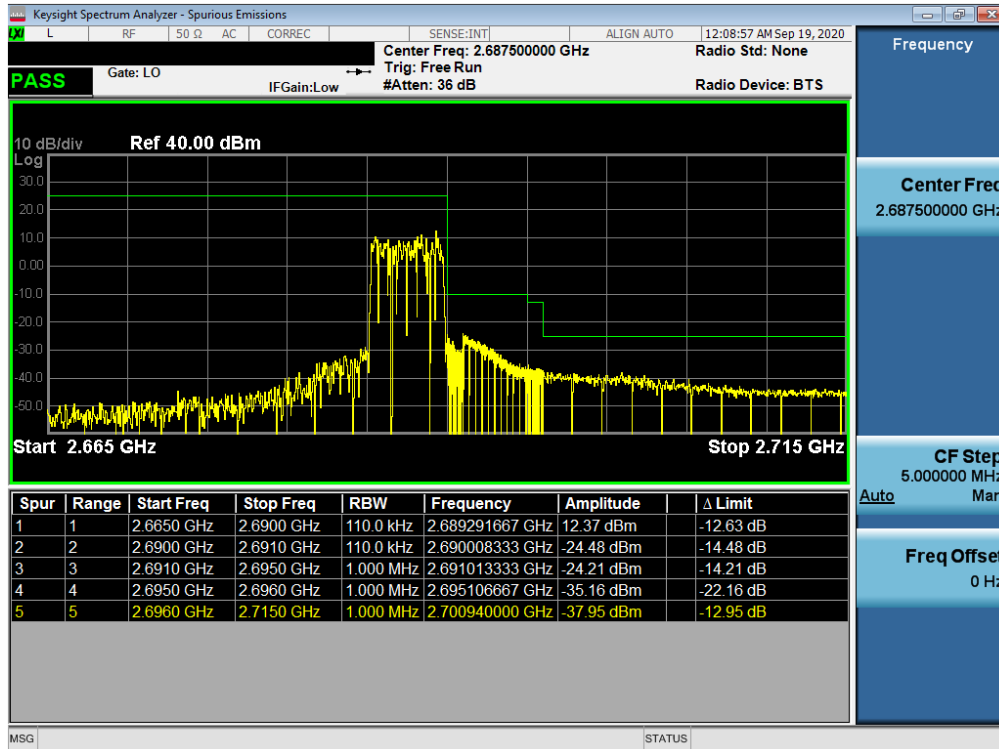 Keysight Spectrum Analyzer - Spurious Emissions
LXI L RF 50 Ω AC CORREC SENSE:INT ALIGN AUTO 12:08:57 AM Sep 19, 2020
Center Freq: 2.687500000 GHz Radio Std: None
Gate: LO Trig: Free Run
PASS IFGain:Low #Atten: 36 dB Radio Device: BTS
10 dB/div Ref 40.00 dBm
Log
30.0
20.0
10.0
0.00
-10.0
-20.0
-30.0
-40.0
-50.0
Start 2.665 GHz Stop 2.715 GHz
Spur Range Start Freq Stop Freq RBW Frequency Amplitude Δ Limit
1 1 2.6650 GHz 2.6900 GHz 110.0 kHz 2.689291667 GHz 12.37 dBm -12.63 dB
2 2 2.6900 GHz 2.6910 GHz 110.0 kHz 2.690008333 GHz -24.48 dBm -14.48 dB
3 3 2.6910 GHz 2.6950 GHz 1.000 MHz 2.691013333 GHz -24.21 dBm -14.21 dB
4 4 2.6950 GHz 2.6960 GHz 1.000 MHz 2.695106667 GHz -35.16 dBm -22.16 dB
5 5 2.6960 GHz 2.7150 GHz 1.000 MHz 2.700940000 GHz -37.95 dBm -12.95 dB
MSG STATUS
Frequency
Center Freq
2.687500000 GHz
CF Step
5.000000 MHz
Auto Man
Freq Offset
0 Hz